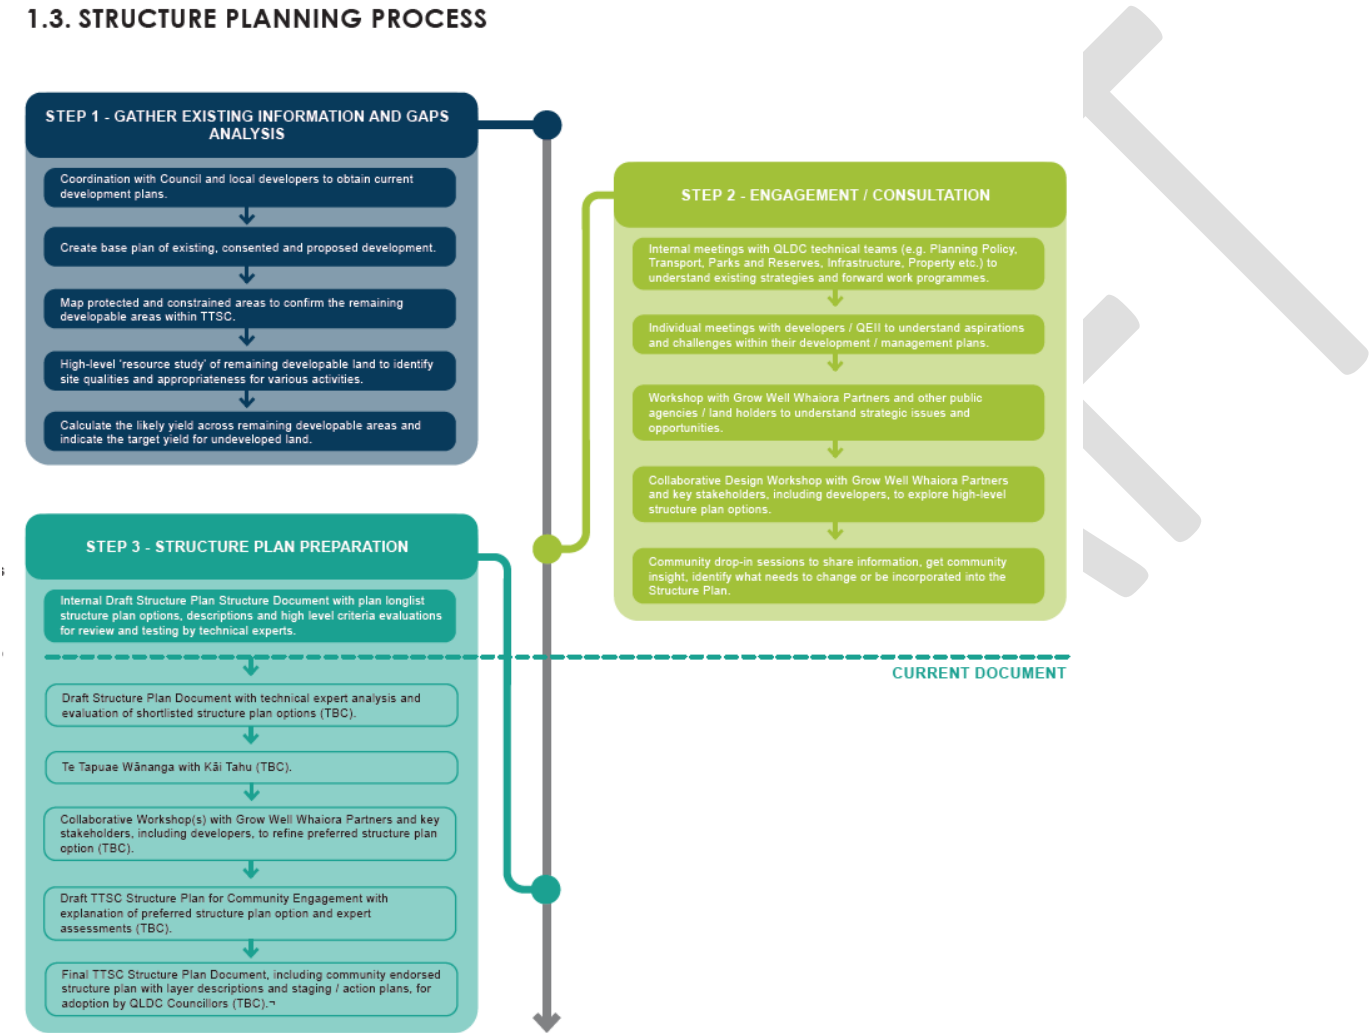 1.3. STRUCTURE PLANNING PROCESS
STEP 1 - GATHER EXISTING INFORMATION AND GAPS
ANALYSIS
Coordination with Council and local developers to obtain current
development plans.
Create base plan of existing, consented and proposed development.
Map protected and constrained areas to confirm the remaining
developable areas within TTSC.
High-level ‘resource study’ of remaining developable land to identify
site qualities and appropriateness for various activities.
Calculate the likely yield across remaining developable areas and
indicate the target yield for undeveloped land.
STEP 2 - ENGAGEMENT / CONSULTATION
Internal meetings with QLDC technical teams (e.g. Planning Policy,
Transport, Parks and Reserves, Infrastructure, Property etc.) to
understand existing strategies and forward work programmes.
Individual meetings with developers / QEII to understand aspirations
and challenges within their development / management plans.
Workshop with Grow Well Whaiora Partners and other public
agencies / land holders to understand strategic issues and
opportunities.
Collaborative Design Workshop with Grow Well Whaiora Partners
and key stakeholders, including developers, to explore high-level
structure plan options.
Community drop-in sessions to share information, get community
insight, identify what needs to change or be incorporated into the
Structure Plan.
STEP 3 - STRUCTURE PLAN PREPARATION
Internal Draft Structure Plan Structure Document with plan longlist
structure plan options, descriptions and high level criteria evaluations
for review and testing by technical experts.
CURRENT DOCUMENT
Draft Structure Plan Document with technical expert analysis and
evaluation of shortlisted structure plan options (TBC).
Te Tapuae Wānanga with Kāi Tahu (TBC).
Collaborative Workshop(s) with Grow Well Whaiora Partners and key
stakeholders, including developers, to refine preferred structure plan
option (TBC).
Draft TTSC Structure Plan for Community Engagement with
explanation of preferred structure plan option and expert
assessments (TBC).
Final TTSC Structure Plan Document, including community endorsed
structure plan with layer descriptions and staging / action plans, for
adoption by QLDC Councillors (TBC).¬